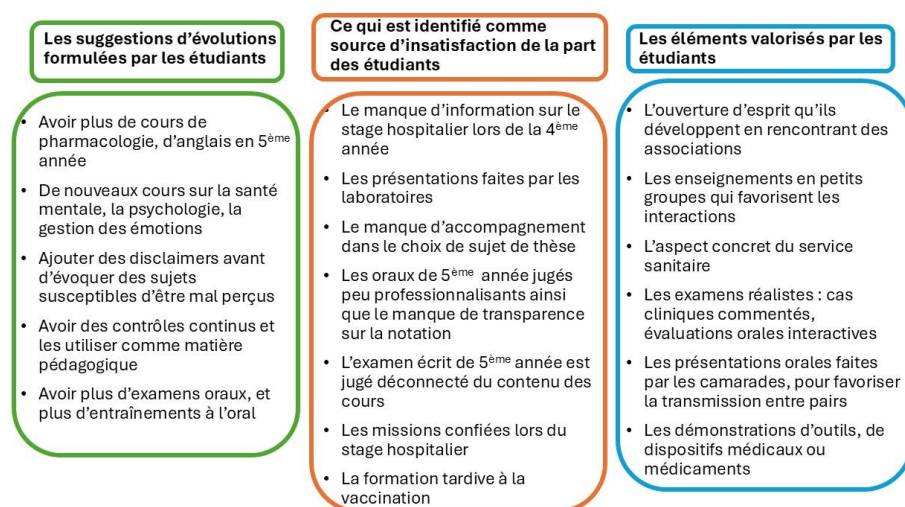 Les suggestions d'évolutions
formulées par les étudiants
• Avoir plus de cours de
pharmacologie, d'anglais en 5ème
année
• De nouveaux cours sur la santé
mentale, la psychologie, la
gestion des émotions
• Ajouter des disclaimers avant
d'évoquer des sujets
susceptibles d'être mal perçus
• Avoir des contrôles continus et
les utiliser comme matière
pédagogique
• Avoir plus d'examens oraux, et
plus d'entraînements à l'oral
Ce qui est identifié comme
source d'insatisfaction de la part
des étudiants
• Le manque d'information sur le
stage hospitalier lors de la 4ème
année
• Les présentations faites par les
laboratoires
• Le manque d'accompagnement
dans le choix de sujet de thèse
• Les oraux de 5ème année jugés
peu professionnalisants ainsi
que le manque de transparence
sur la notation
• L'examen écrit de 5ème année est
jugé déconnecté du contenu des
cours
• Les missions confiées lors du
stage hospitalier
• La formation tardive à la
vaccination
Les éléments valorisés par les
étudiants
• L'ouverture d'esprit qu'ils
développent en rencontrant des
associations
• Les enseignements en petits
groupes qui favorisent les
interactions
• L'aspect concret du service
sanitaire
• Les examens réalistes : cas
cliniques commentés,
évaluations orales interactives
• Les présentations orales faites
par les camarades, pour favoriser
la transmission entre pairs
• Les démonstrations d'outils, de
dispositifs médicaux ou
médicaments